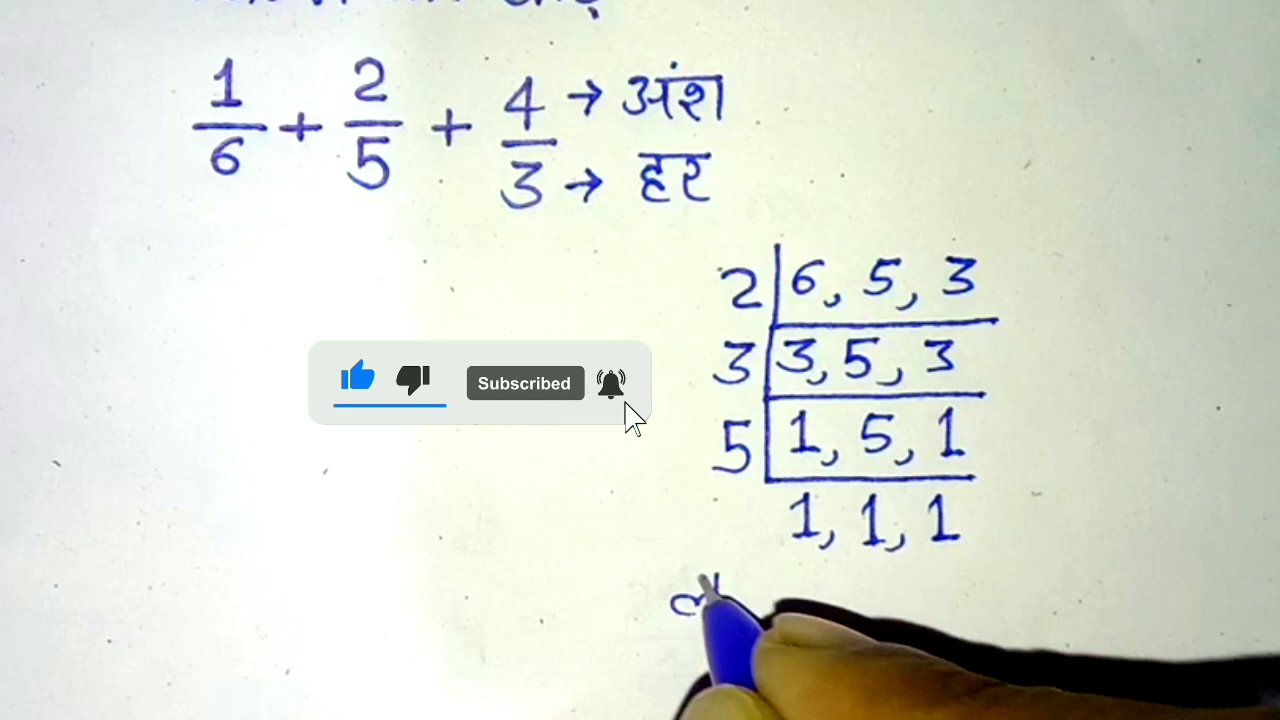 1/6 + 2/5 + 4/3 → अंश
→ हर
2 | 6, 5, 3
3 | 3, 5, 3
5 | 1, 5, 1
1, 1, 1
Subscribed